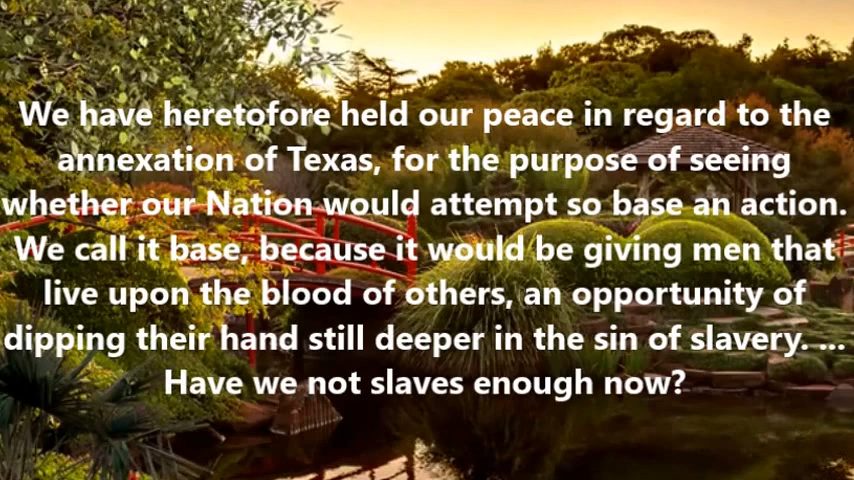 We have heretofore held our peace in regard to the
annexation of Texas, for the purpose of seeing
whether our Nation would attempt so base an action.
We call it base, because it would be giving men that
live upon the blood of others, an opportunity of
dipping their hand still deeper in the sin of slavery. ...
Have we not slaves enough now?